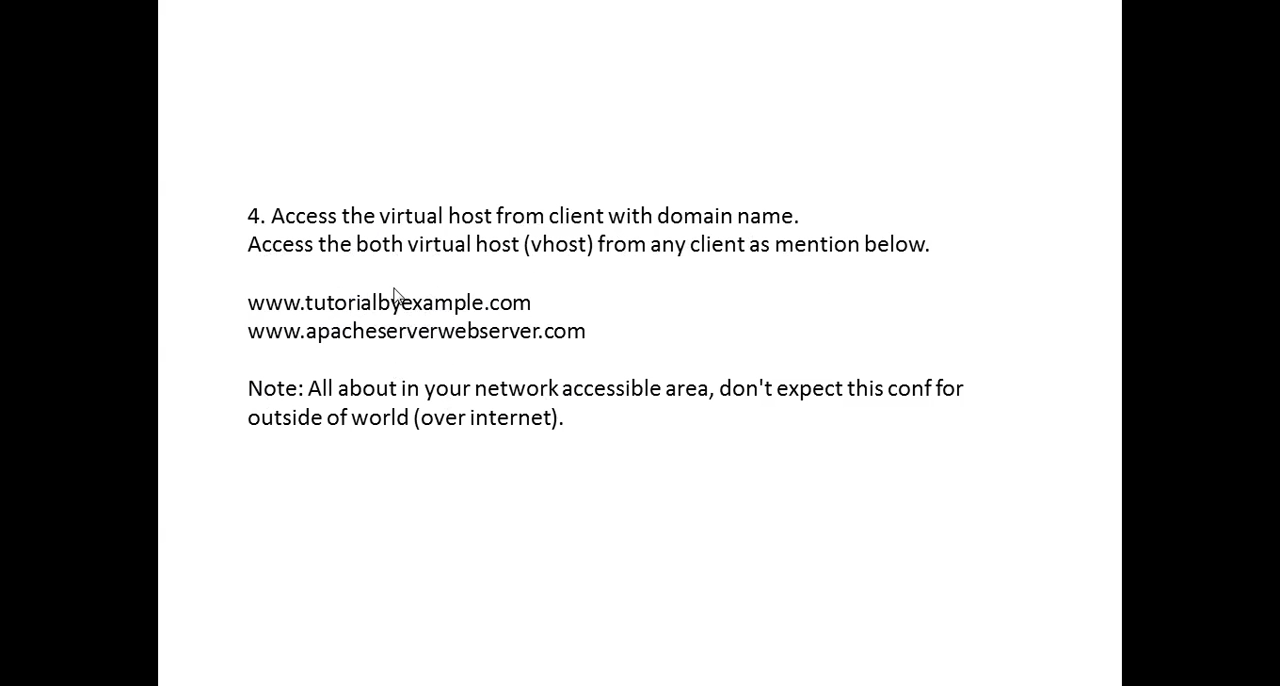 4. Access the virtual host from client with domain name.
Access the both virtual host (vhost) from any client as mention below.
www.tutorialbyexample.com
www.apacheserverwebserver.com
Note: All about in your network accessible area, don't expect this conf for
outside of world (over internet).